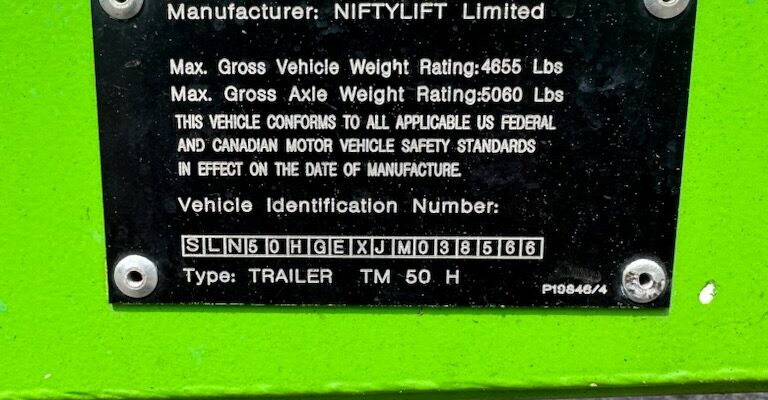 Manufacturer: NIFTYLIFT Limited
Max. Gross Vehicle Weight Rating:4655 Lbs
Max. Gross Axle Weight Rating:5060 Lbs
THIS VEHICLE CONFORMS TO ALL APPLICABLE US FEDERAL
AND CANADIAN MOTOR VEHICLE SAFETY STANDARDS
IN EFFECT ON THE DATE OF MANUFACTURE.
Vehicle Identification Number:
SLN50HGEXJM038566
Type: TRAILER TM 50 H
P19846/4